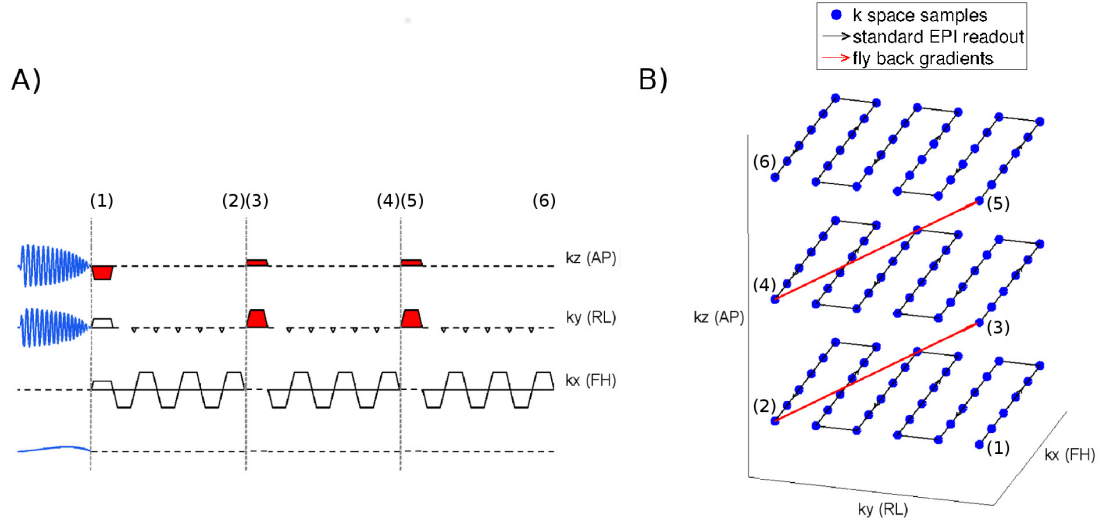 k space samples
standard EPI readout
fly back gradients
A)
B)
(1) (2)(3) (4)(5) (6)
kz (AP)
ky (RL)
kx (FH)
(6)
(5)
(4)
kz (AP)
(3)
(2)
(1)
kx (FH)
ky (RL)